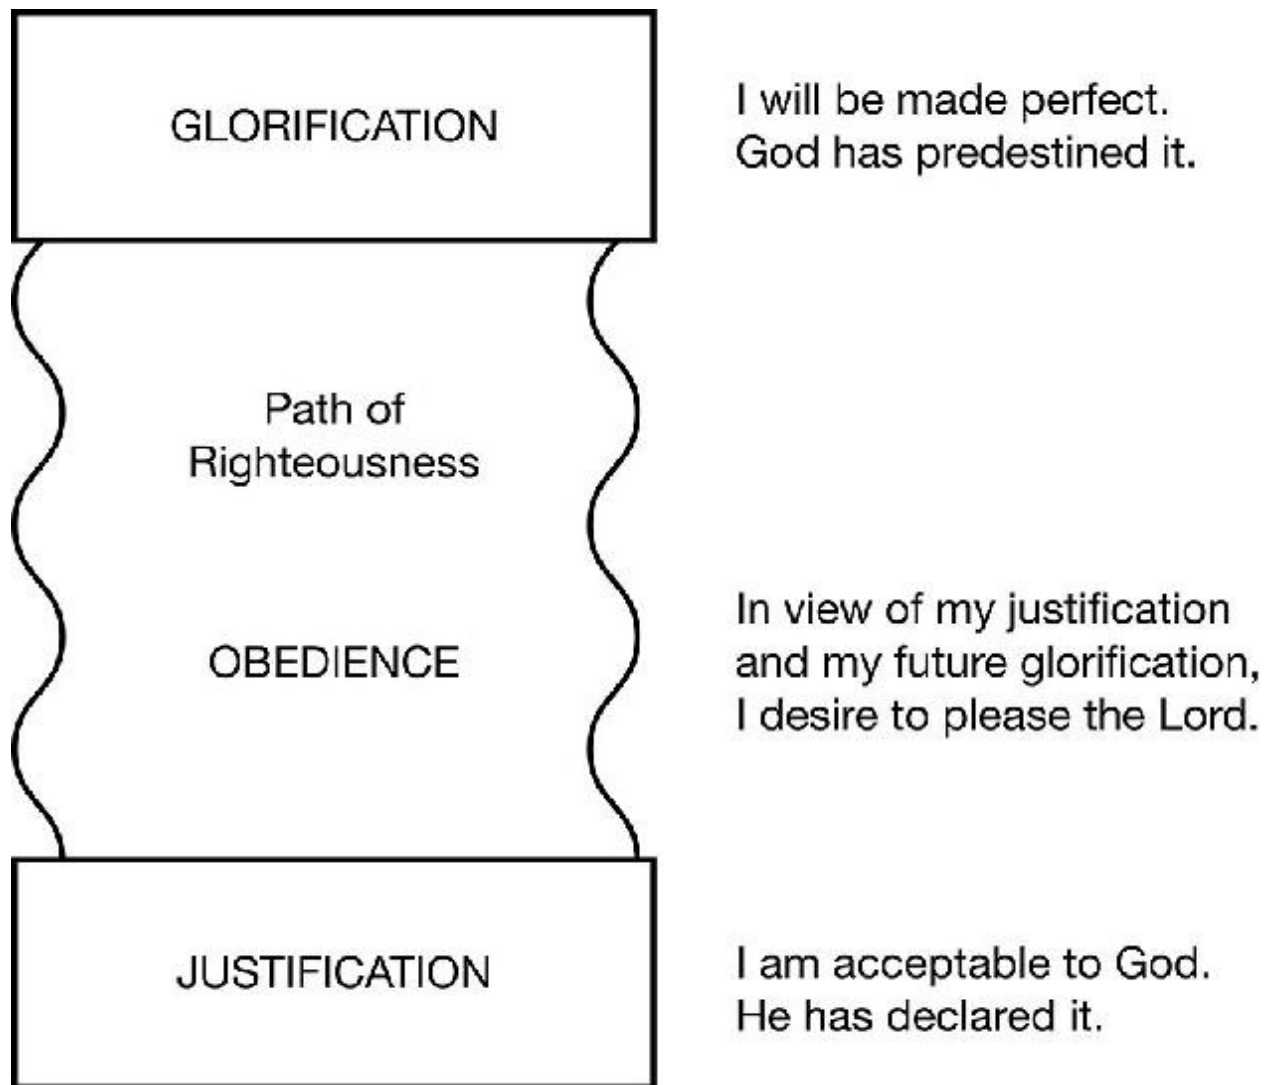 GLORIFICATION
I will be made perfect.
God has predestined it.
Path of
Righteousness
OBEDIENCE
In view of my justification
and my future glorification,
I desire to please the Lord.
JUSTIFICATION
I am acceptable to God.
He has declared it.